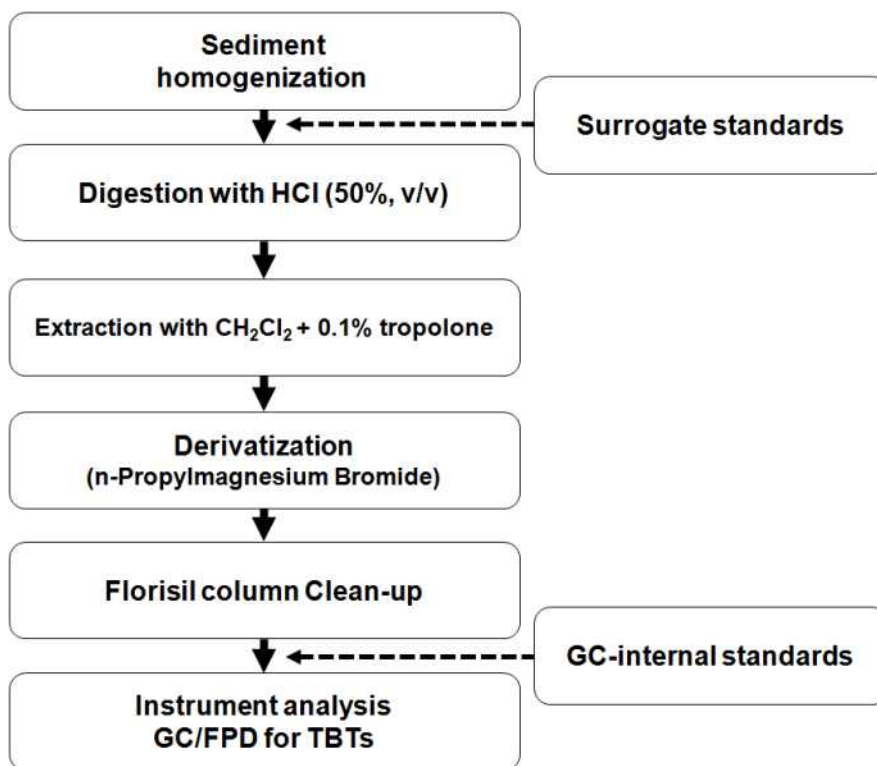 Sediment
homogenization
Surrogate standards
Digestion with HCl (50%, v/v)
Extraction with CH₂Cl₂ + 0.1% tropolone
Derivatization
(n-Propylmagnesium Bromide)
Florisil column Clean-up
GC-internal standards
Instrument analysis
GC/FPD for TBTs